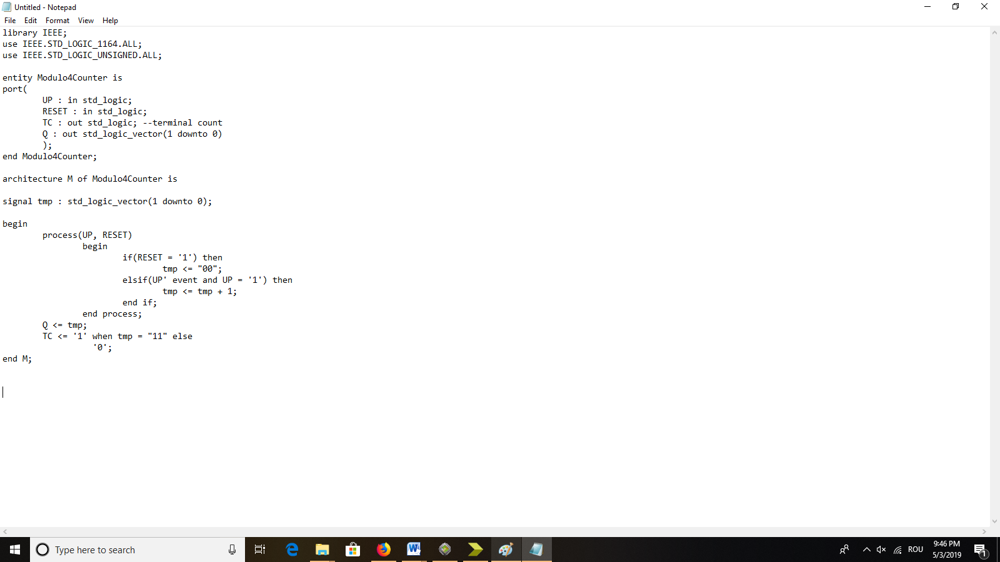 Untitled - Notepad
File Edit Format View Help
library IEEE;
use IEEE.STD_LOGIC_1164.ALL;
use IEEE.STD_LOGIC_UNSIGNED.ALL;
entity Modulo4Counter is
port(
UP : in std_logic;
RESET : in std_logic;
TC : out std_logic; --terminal count
Q : out std_logic_vector(1 downto 0)
);
end Modulo4Counter;
architecture M of Modulo4Counter is
signal tmp : std_logic_vector(1 downto 0);
begin
process(UP, RESET)
begin
if(RESET = '1') then
tmp <= "00";
elsif(UP' event and UP = '1') then
tmp <= tmp + 1;
end if;
end process;
Q <= tmp;
TC <= '1' when tmp = "11" else
'0';
end M;
Type here to search
ROU
9:46 PM
5/3/2019
1